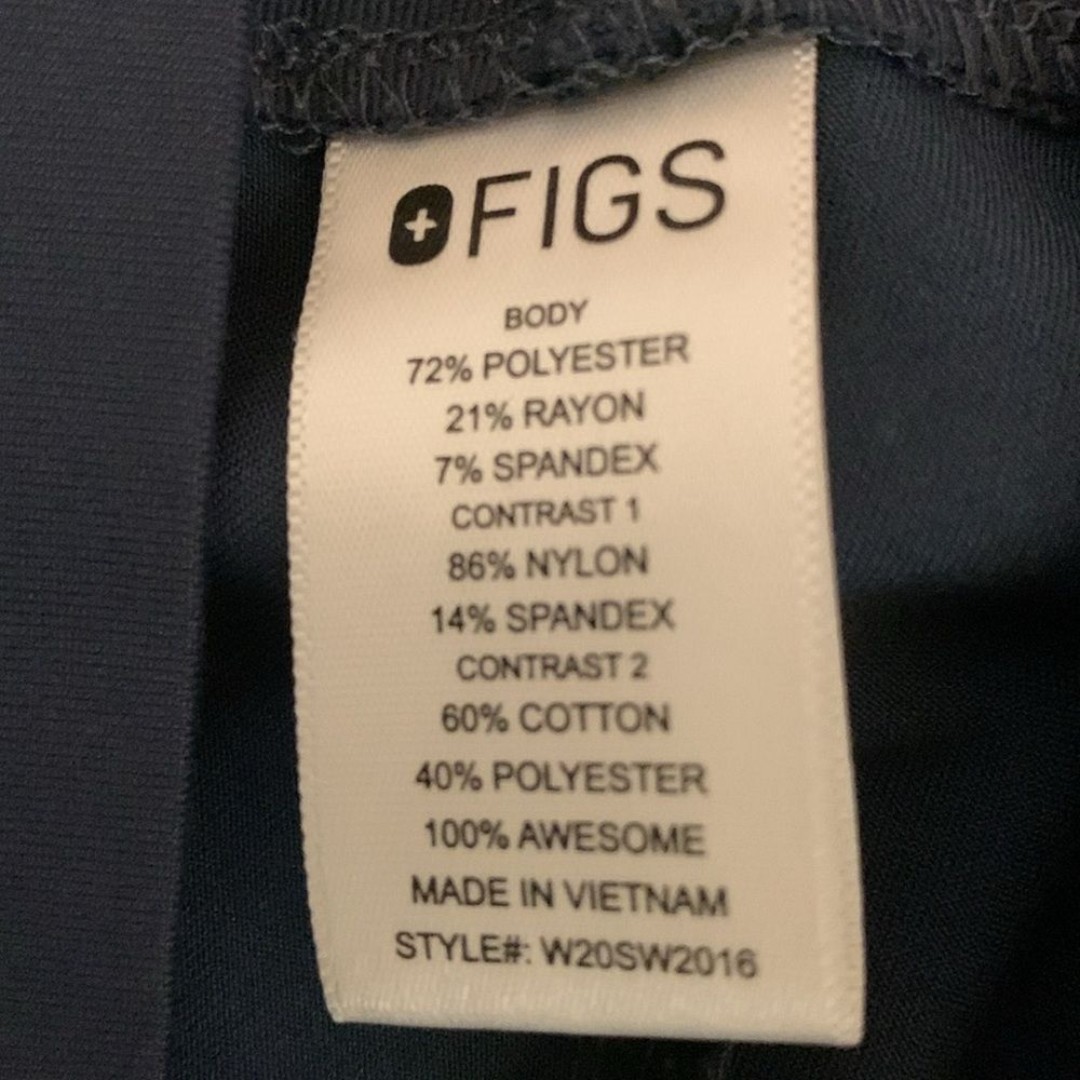 FIGS
BODY
72% POLYESTER
21% RAYON
7% SPANDEX
CONTRAST 1
86% NYLON
14% SPANDEX
CONTRAST 2
60% COTTON
40% POLYESTER
100% AWESOME
MADE IN VIETNAM
STYLE#: W20SW2016